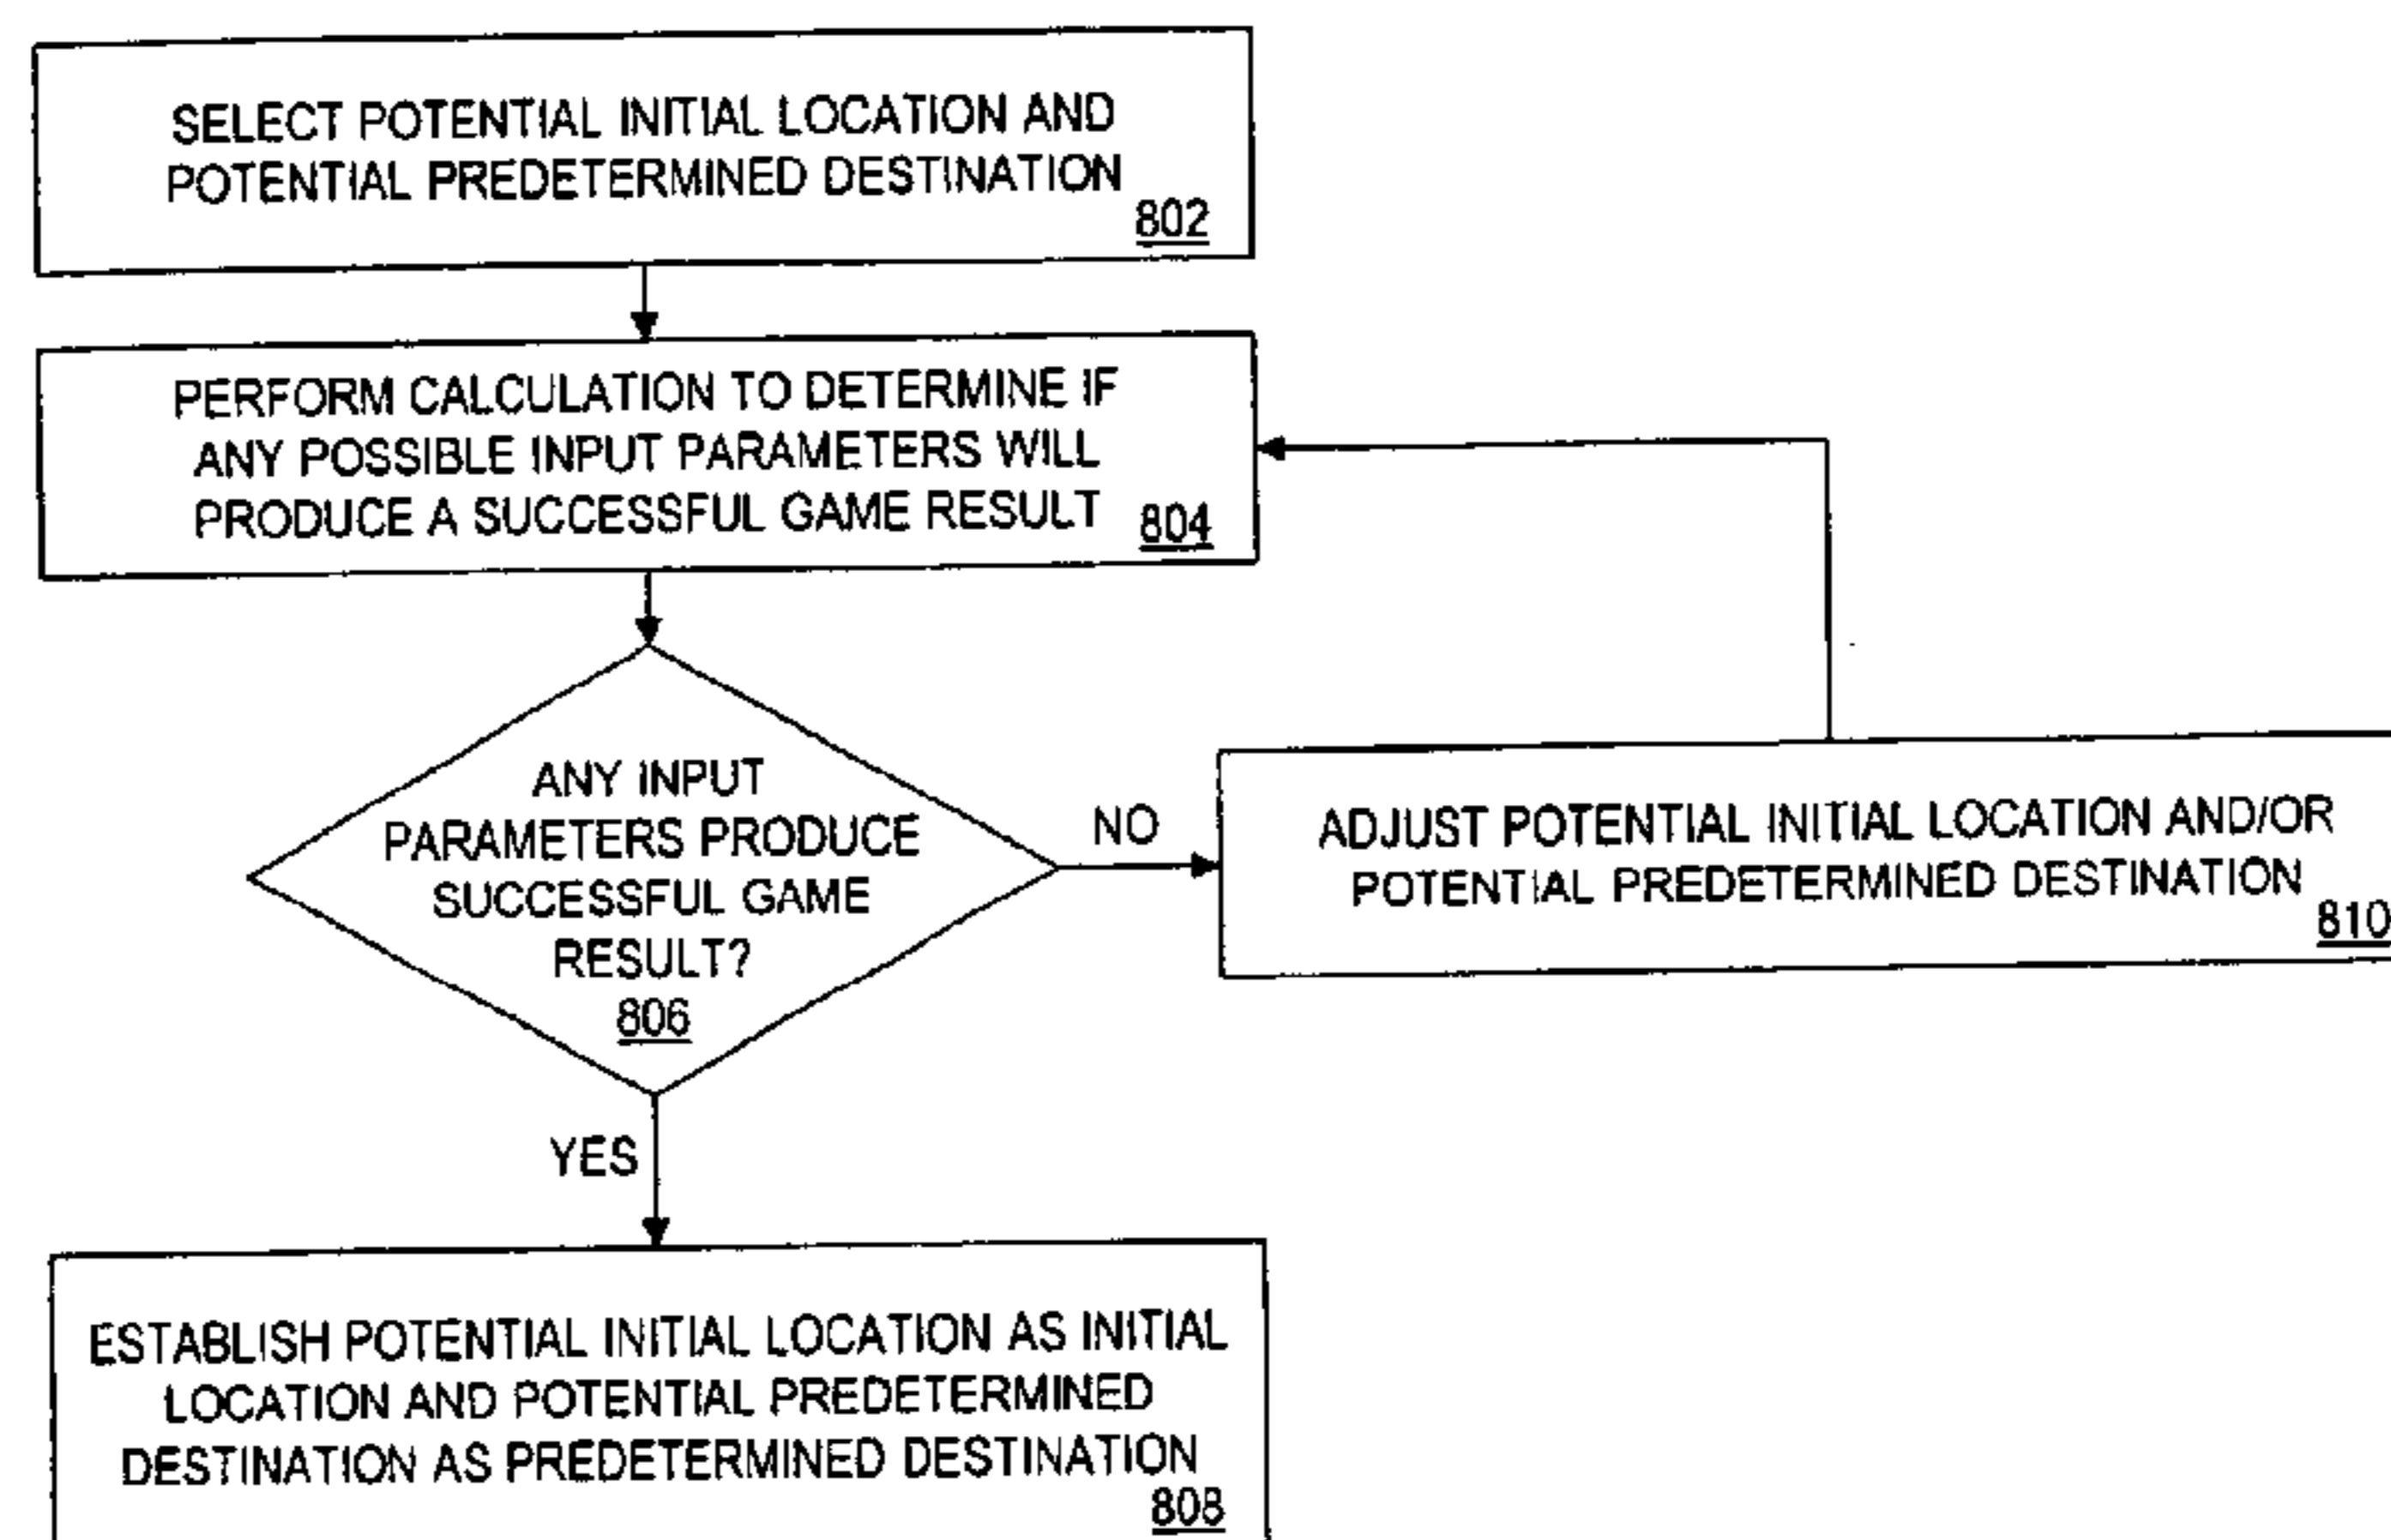 SELECT POTENTIAL INITIAL LOCATION AND
POTENTIAL PREDETERMINED DESTINATION
802
PERFORM CALCULATION TO DETERMINE IF
ANY POSSIBLE INPUT PARAMETERS WILL
PRODUCE A SUCCESSFUL GAME RESULT
804
ANY INPUT
PARAMETERS PRODUCE
SUCCESSFUL GAME
RESULT?
806
NO
ADJUST POTENTIAL INITIAL LOCATION AND/OR
POTENTIAL PREDETERMINED DESTINATION
810
YES
ESTABLISH POTENTIAL INITIAL LOCATION AS INITIAL
LOCATION AND POTENTIAL PREDETERMINED
DESTINATION AS PREDETERMINED DESTINATION
808